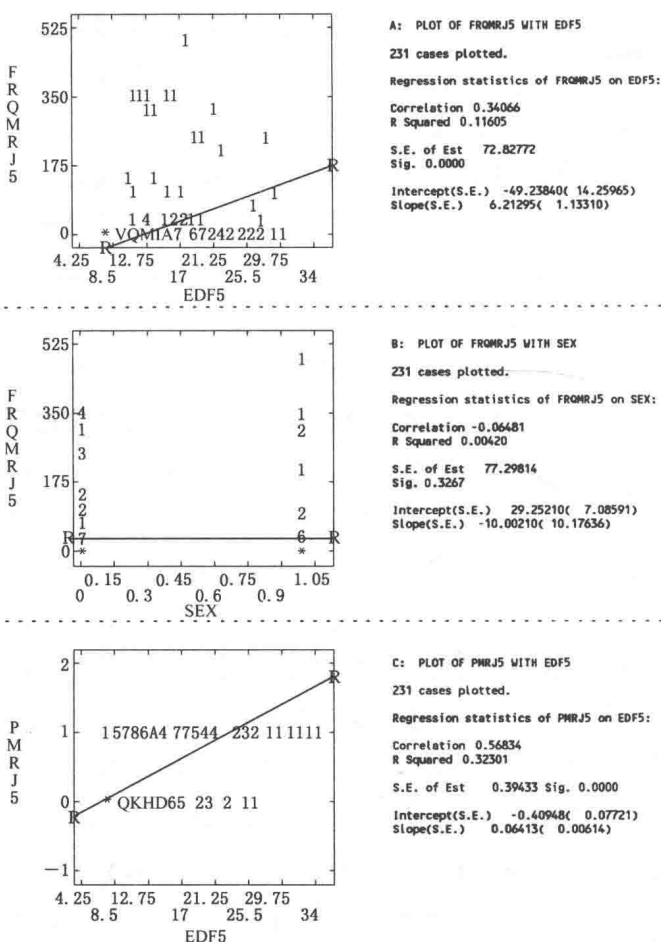 525
350
175
0
F
R
Q
M
R
J
5
1
111 11
11 1
11 1
1
1 1
1 11 1
1
1 4 12211 1
* VQMIA7 67242 222 11
R
R
4.25 12.75 21.25 29.75
8.5 17 25.5 34
EDF5
A: PLOT OF FRQMRJ5 WITH EDF5
231 cases plotted.
Regression statistics of FRQMRJ5 on EDF5:
Correlation 0.34066
R Squared 0.11605
S.E. of Est 72.82772
Sig. 0.0000
Intercept(S.E.) -49.23840( 14.25965)
Slope(S.E.) 6.21295( 1.13310)
525
350
175
0
F
R
Q
M
R
J
5
1
4 1
1 2
3
1
2
2 2
1
R 7 6 R
* *
0.15 0.45 0.75 1.05
0 0.3 0.6 0.9
SEX
B: PLOT OF FRQMRJ5 WITH SEX
231 cases plotted.
Regression statistics of FRQMRJ5 on SEX:
Correlation -0.06481
R Squared 0.00420
S.E. of Est 77.29814
Sig. 0.3267
Intercept(S.E.) 29.25210( 7.08591)
Slope(S.E.) -10.00210( 10.17636)
2
1
0
-1
P
M
R
J
5
R
1 5786A4 77544 232 11 1111
* QKHD65 23 2 11
R
4.25 12.75 21.25 29.75
8.5 17 25.5 34
EDF5
C: PLOT OF PMRJ5 WITH EDF5
231 cases plotted.
Regression statistics of PMRJ5 on EDF5:
Correlation 0.56834
R Squared 0.32301
S.E. of Est 0.39433 Sig. 0.0000
Intercept(S.E.) -0.40948( 0.07721)
Slope(S.E.) 0.06413( 0.00614)